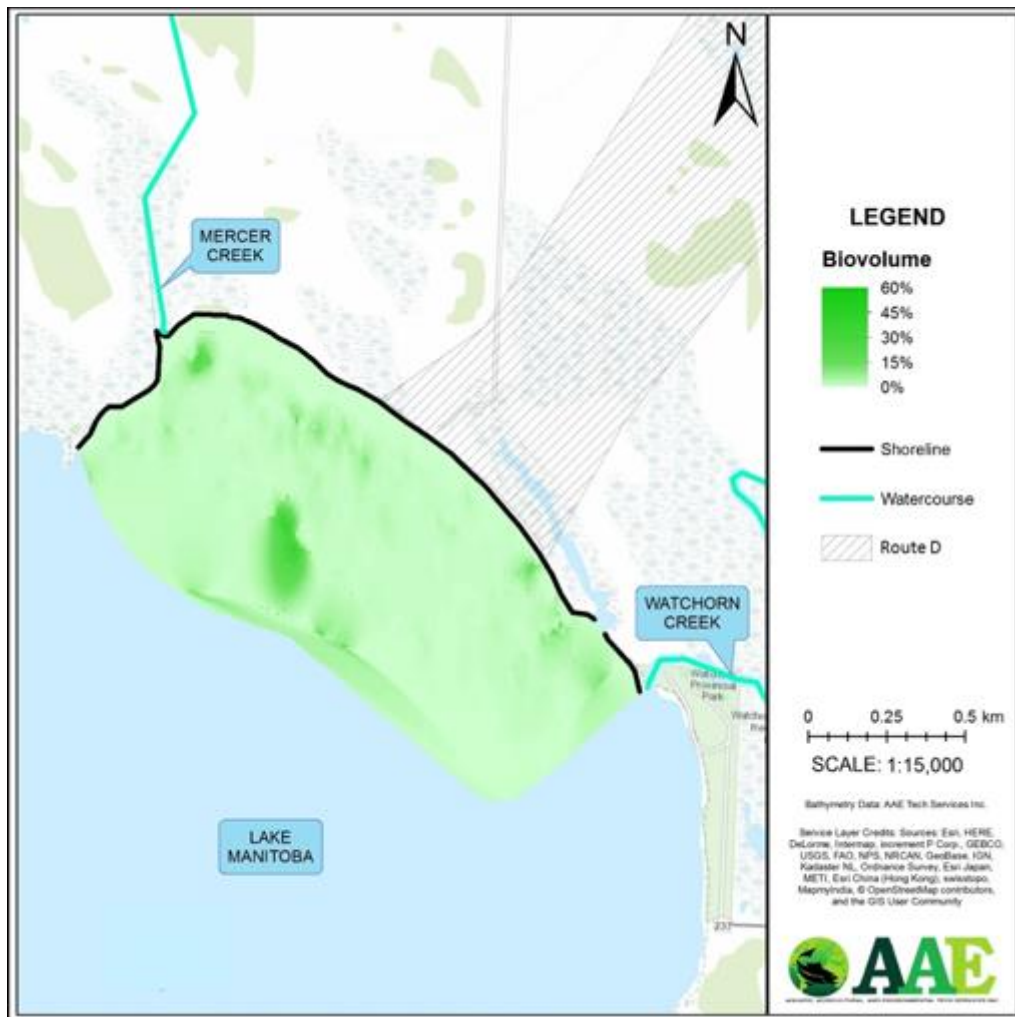 N
MERCER
CREEK
WATCHORN
CREEK
Provincial
Park
LAKE
MANITOBA
237
LEGEND
Biovolume
60%
45%
30%
15%
0%
Shoreline
Watercourse
Route D
0 0.25 0.5 km
SCALE: 1:15,000
Bathymetry Data: AAE Tech Services Inc.
Service Layer Credits: Sources: Esri, HERE,
DeLorme, Intermap, increment P Corp., GEBCO,
USGS, FAO, NPS, NRCAN, GeoBase, IGN,
Kadaster NL, Ordnance Survey, Esri Japan,
METI, Esri China (Hong Kong), swisstopo,
MapmyIndia, © OpenStreetMap contributors,
and the GIS User Community
AAE